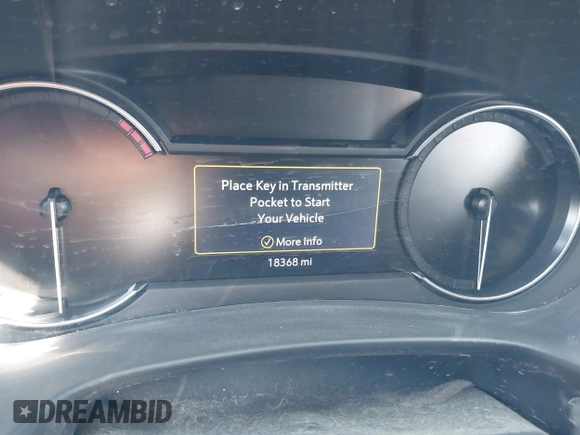 Place Key in Transmitter
Pocket to Start
Your Vehicle
More Info
18368 mi
DREAMBID